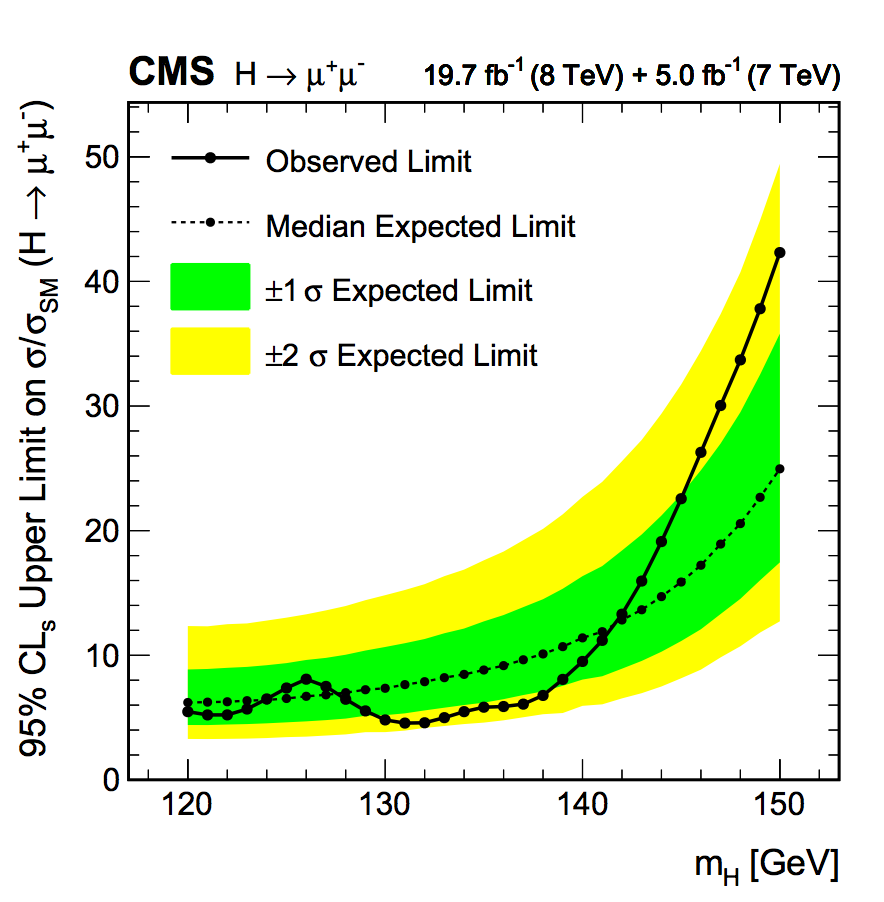 CMS H → μ⁺μ⁻ 19.7 fb⁻¹ (8 TeV) + 5.0 fb⁻¹ (7 TeV)
95% CLₛ Upper Limit on σ/σ_SM (H → μ⁺μ⁻)
Observed Limit
Median Expected Limit
±1 σ Expected Limit
±2 σ Expected Limit
50
40
30
20
10
0
120 130 140 150
m_H [GeV]